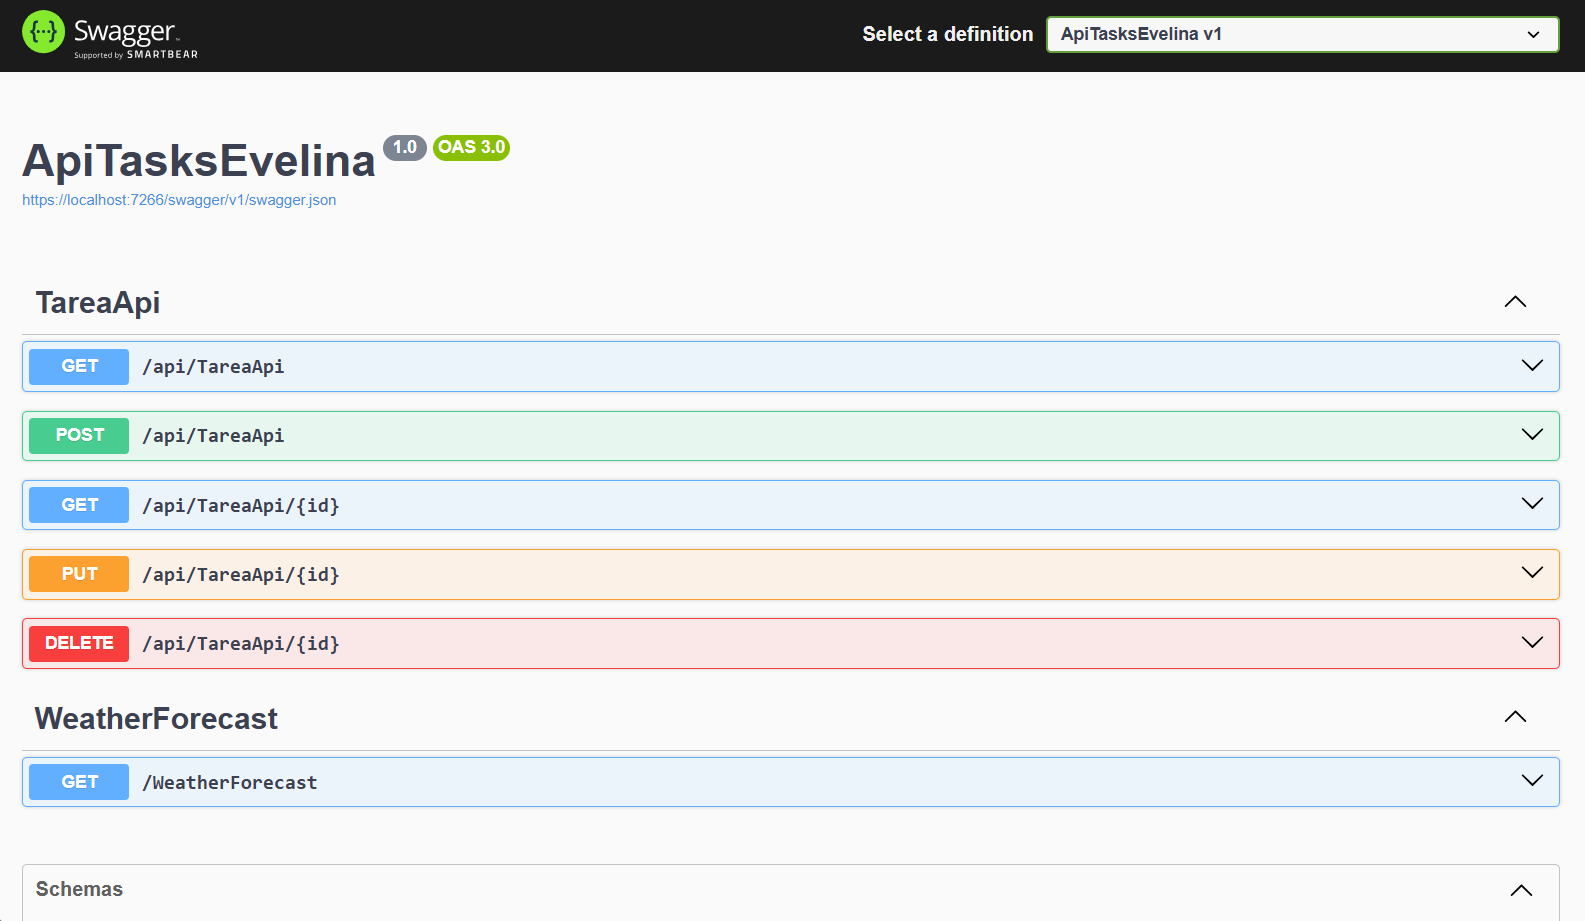 Swagger
Supported by SMARTBEAR
Select a definition
ApiTasksEvelina v1
ApiTasksEvelina 1.0 OAS 3.0
https://localhost:7266/swagger/v1/swagger.json
TareaApi
GET /api/TareaApi
POST /api/TareaApi
GET /api/TareaApi/{id}
PUT /api/TareaApi/{id}
DELETE /api/TareaApi/{id}
WeatherForecast
GET /WeatherForecast
Schemas